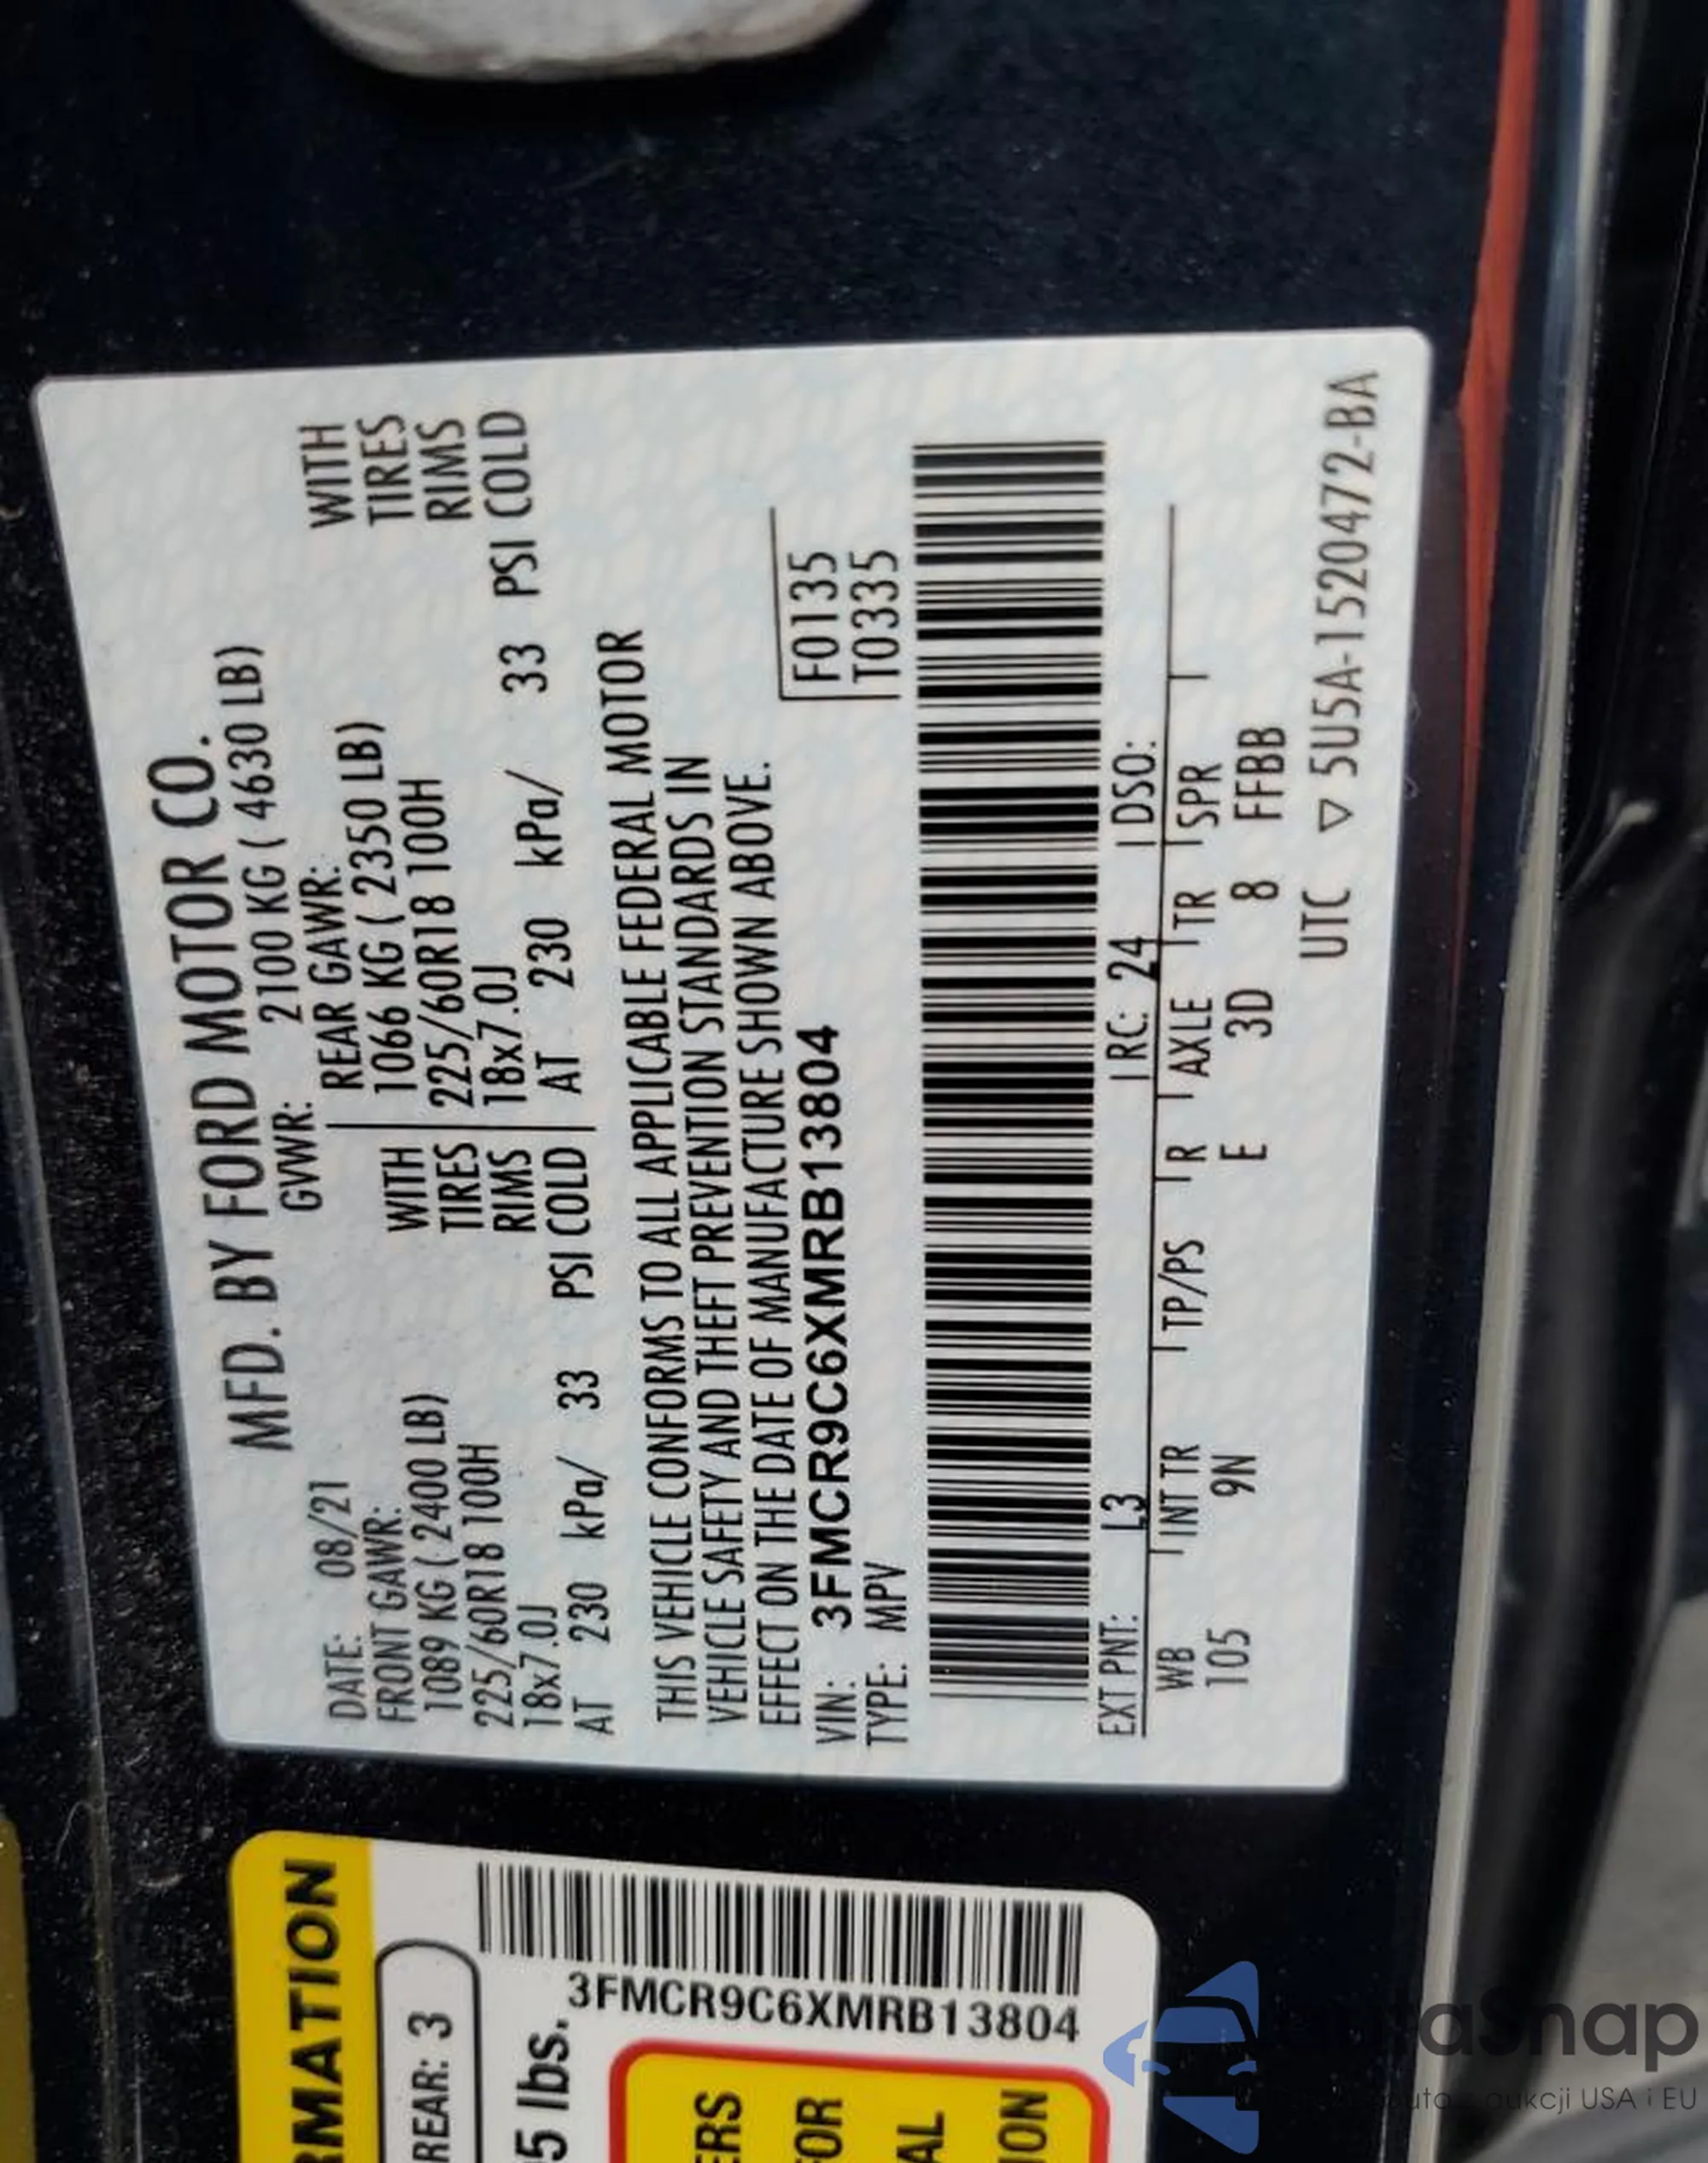 MFD. BY FORD MOTOR CO.
DATE: 08/21 GVWR: 2100 KG ( 4630 LB)
FRONT GAWR: REAR GAWR:
1089 KG ( 2400 LB) WITH 1066 KG ( 2350 LB) WITH
225/60R18 100H TIRES 225/60R18 100H TIRES
18x7.0J RIMS 18x7.0J RIMS
AT 230 kPa/ 33 PSI COLD AT 230 kPa/ 33 PSI COLD
THIS VEHICLE CONFORMS TO ALL APPLICABLE FEDERAL MOTOR
VEHICLE SAFETY AND THEFT PREVENTION STANDARDS IN
EFFECT ON THE DATE OF MANUFACTURE SHOWN ABOVE.
VIN: 3FMCR9C6XMRB13804 F0135
TYPE: MPV T0335
EXT PNT: L3 RC: 24 DSO:
WB INT TR TP/PS R AXLE TR SPR
105 9N E 3D 8 FFBB
UTC ▽ 5U5A-1520472-BA
RMATION
REAR: 3
5 lbs.
3FMCR9C6XMRB13804
ERS
FOR
AL
ION
aSnap
aukcji USA i EU